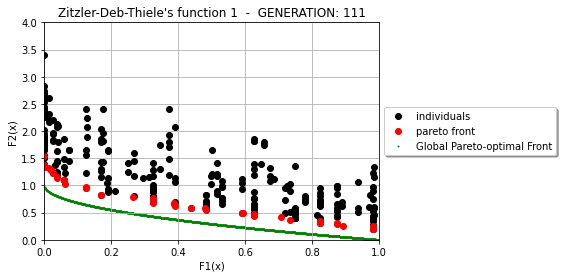 Zitzler-Deb-Thiele's function 1 - GENERATION: 111
4.0
3.5
3.0
2.5
2.0
1.5
1.0
0.5
0.0
F2(x)
0.0 0.2 0.4 0.6 0.8 1.0
F1(x)
individuals
pareto front
Global Pareto-optimal Front